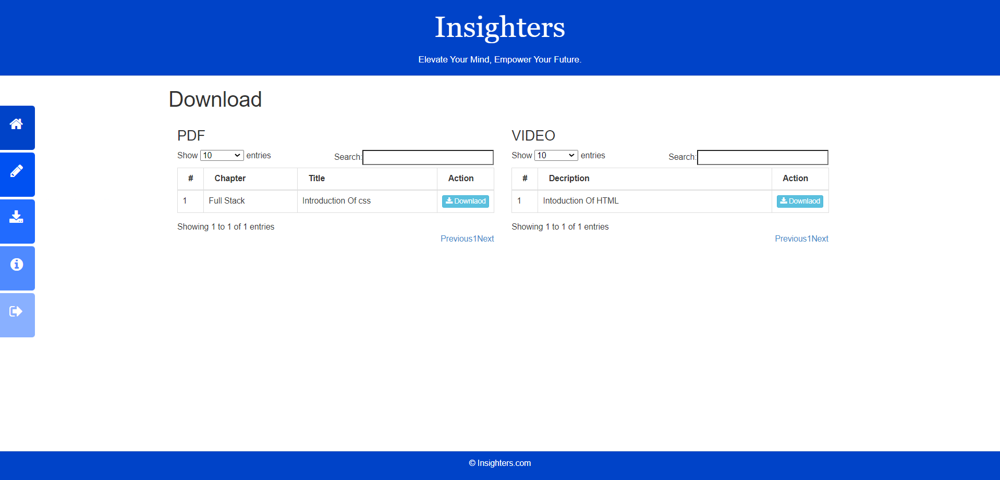 Insighters
Elevate Your Mind, Empower Your Future.
Download
PDF
Show 10 entries
Search:
# Chapter Title Action
1 Full Stack Introduction Of css Downlaod
Showing 1 to 1 of 1 entries
Previous1Next
VIDEO
Show 10 entries
Search:
# Decription Action
1 Intoduction Of HTML Downlaod
Showing 1 to 1 of 1 entries
Previous1Next
© Insighters.com